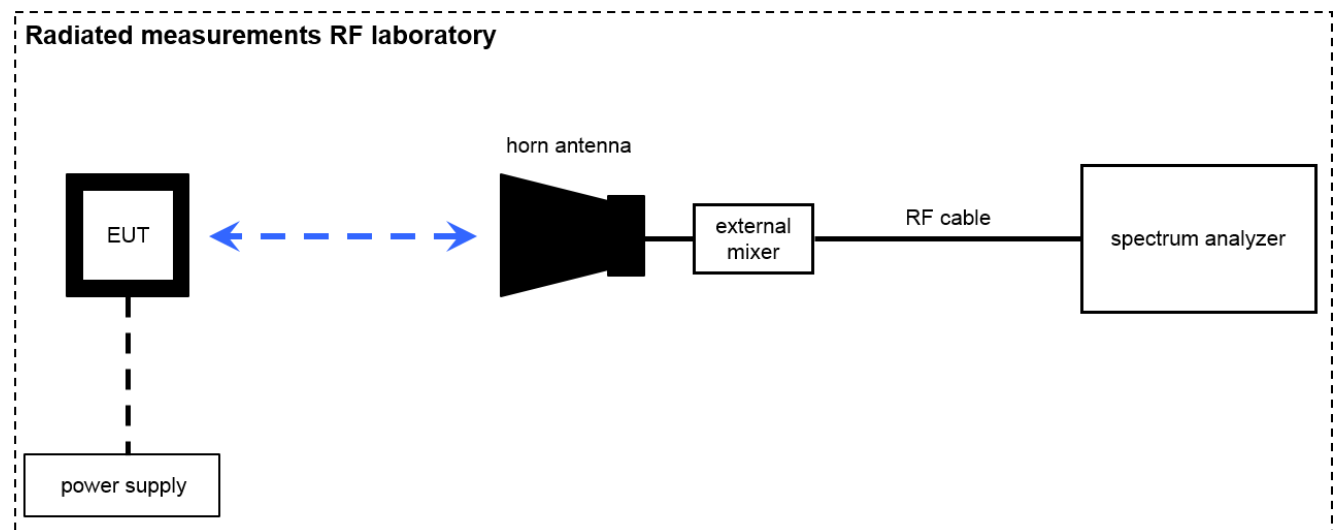 Radiated measurements RF laboratory
horn antenna
EUT
external
mixer
RF cable
spectrum analyzer
power supply